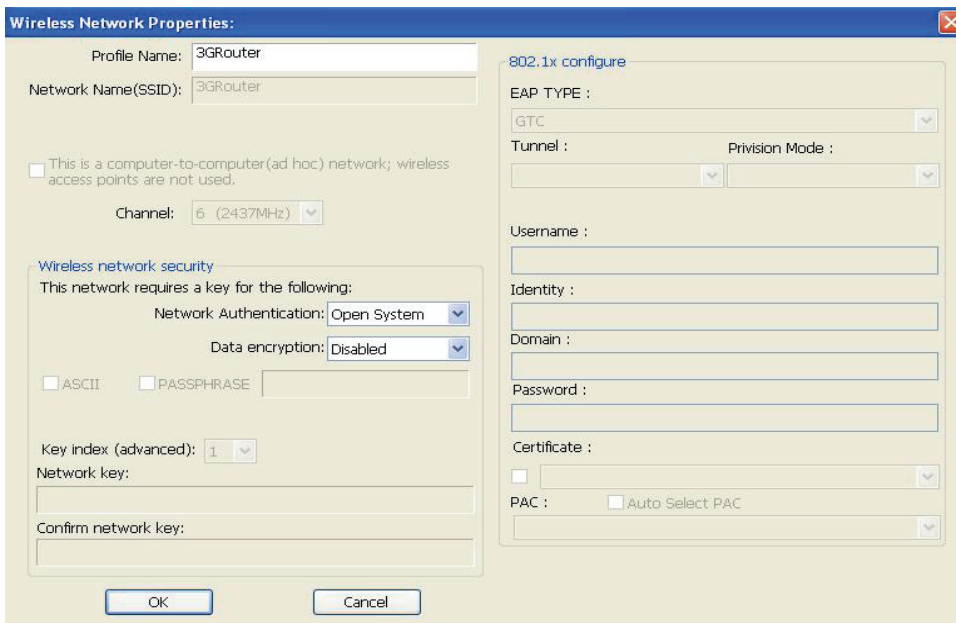 Wireless Network Properties:
Profile Name: 3GRouter
Network Name(SSID): 3GRouter
This is a computer-to-computer(ad hoc) network; wireless
access points are not used.
Channel: 6 (2437MHz)
Wireless network security
This network requires a key for the following:
Network Authentication: Open System
Data encryption: Disabled
ASCII PASSPHRASE
Key index (advanced): 1
Network key:
Confirm network key:
OK Cancel
802.1x configure
EAP TYPE :
GTC
Tunnel : Privision Mode :
Username :
Identity :
Domain :
Password :
Certificate :
PAC : Auto Select PAC